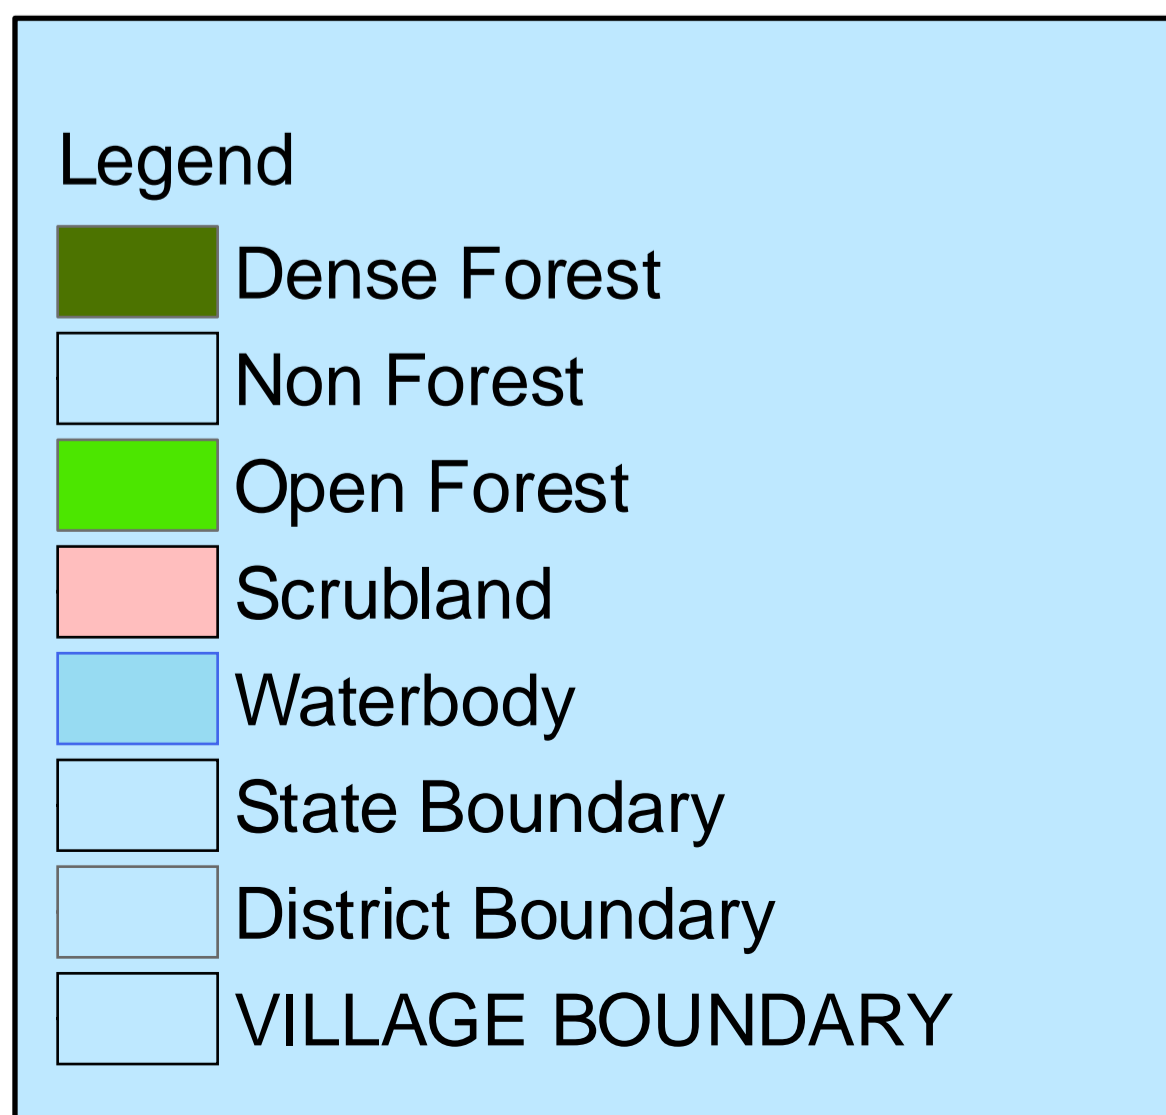 Legend
Dense Forest
Non Forest
Open Forest
Scrubland
Waterbody
State Boundary
District Boundary
VILLAGE BOUNDARY